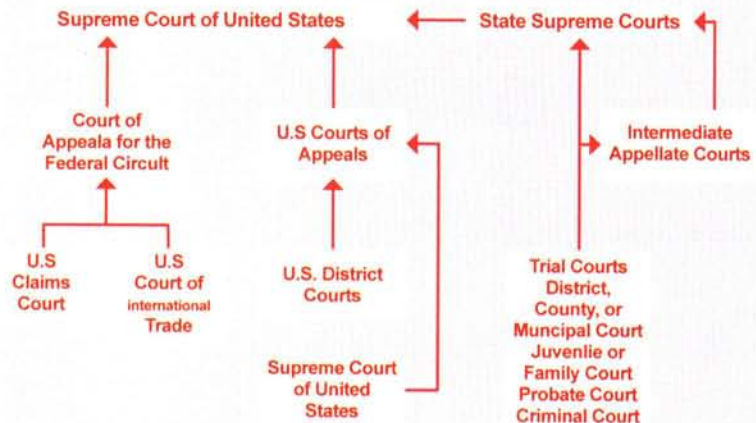 Supreme Court of United States
State Supreme Courts
Court of
Appeala for the
Federal Circult
U.S Courts of
Appeals
Intermediate
Appellate Courts
U.S
Claims
Court
U.S
Court of
international
Trade
U.S. District
Courts
Trial Courts
District,
County, or
Muncipal Court
Juvenlie or
Family Court
Probate Court
Criminal Court
Supreme Court
of United
States